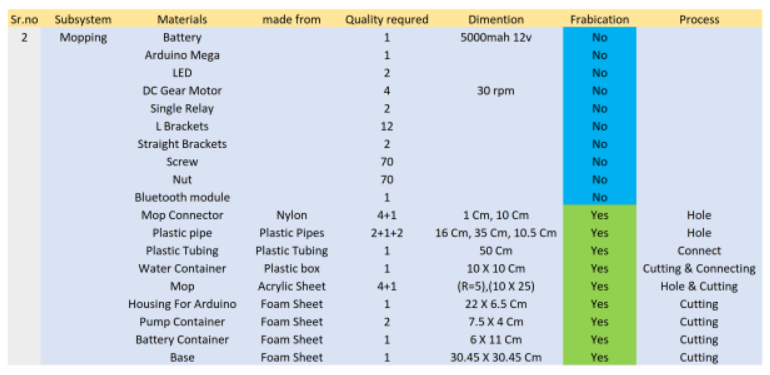 Sr.no Subsystem Materials made from Quality requred Dimention Frabication Process
2 Mopping Battery 1 5000mah 12v No
Arduino Mega 1 No
LED 2 No
DC Gear Motor 4 30 rpm No
Single Relay 2 No
L Brackets 12 No
Straight Brackets 2 No
Screw 70 No
Nut 70 No
Bluetooth module 1 No
Mop Connector Nylon 4+1 1 Cm, 10 Cm Yes Hole
Plastic pipe Plastic Pipes 2+1+2 16 Cm, 35 Cm, 10.5 Cm Yes Hole
Plastic Tubing Plastic Tubing 1 50 Cm Yes Connect
Water Container Plastic box 1 10 X 10 Cm Yes Cutting & Connecting
Mop Acrylic Sheet 4+1 (R=5),(10 X 25) Yes Hole & Cutting
Housing For Arduino Foam Sheet 1 22 X 6.5 Cm Yes Cutting
Pump Container Foam Sheet 2 7.5 X 4 Cm Yes Cutting
Battery Container Foam Sheet 1 6 X 11 Cm Yes Cutting
Base Foam Sheet 1 30.45 X 30.45 Cm Yes Cutting